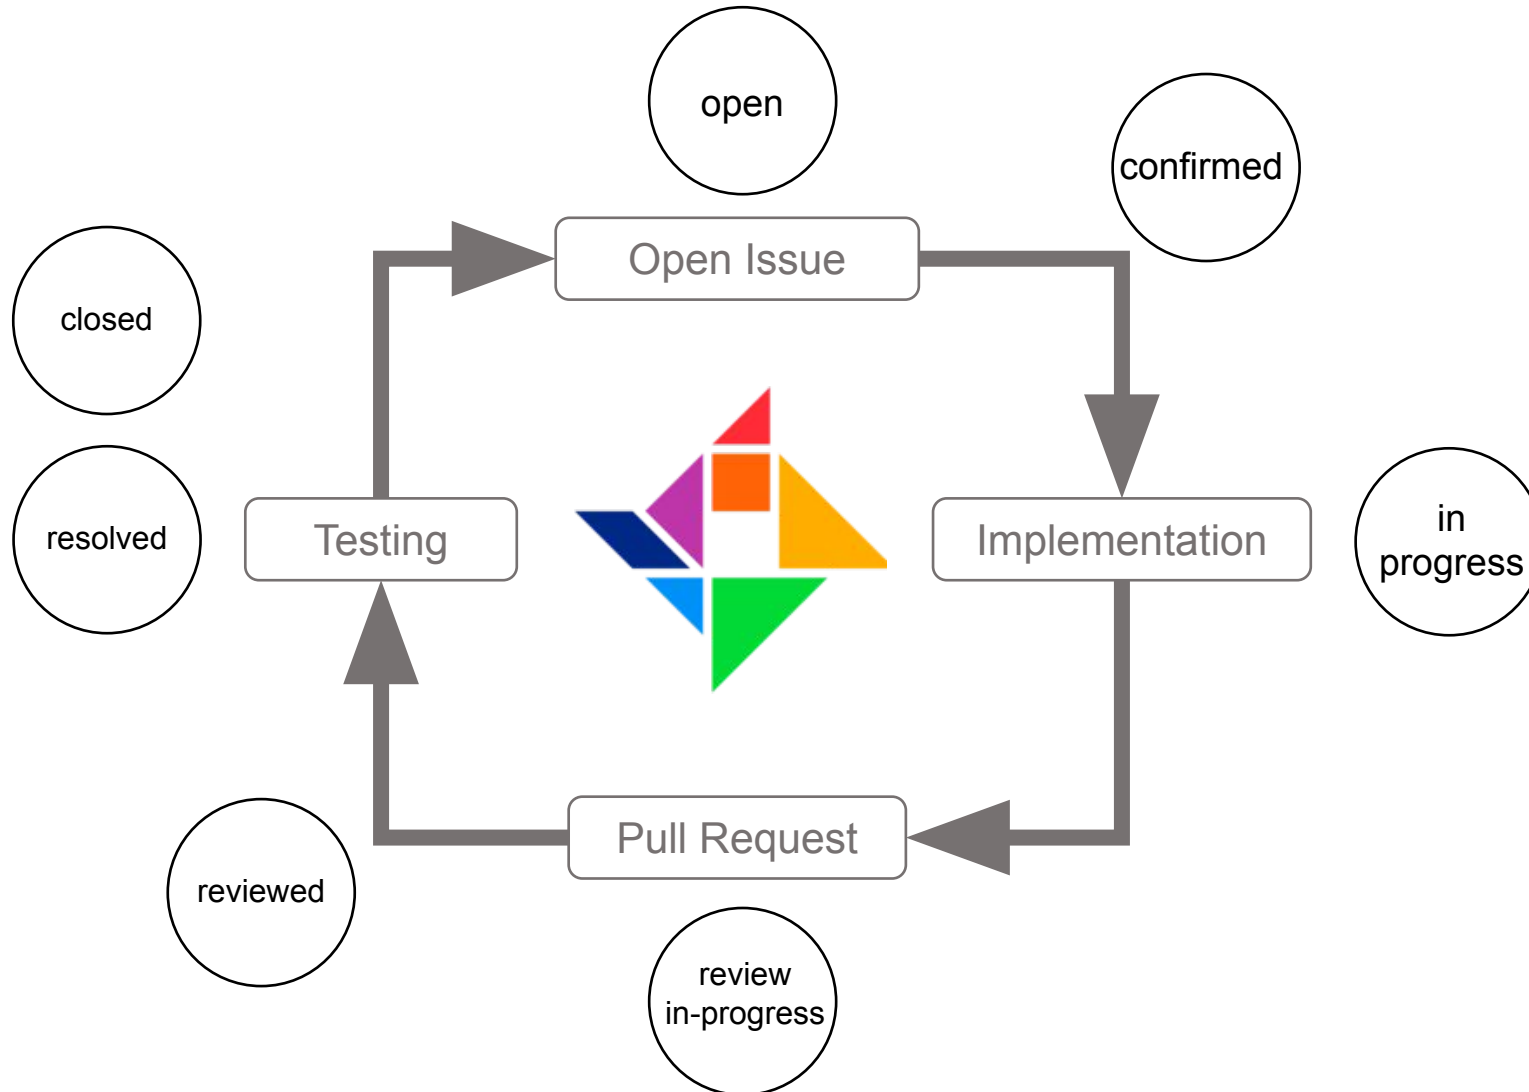 open
confirmed
Open Issue
closed
resolved
Testing
Implementation
in
progress
Pull Request
reviewed
review
in-progress